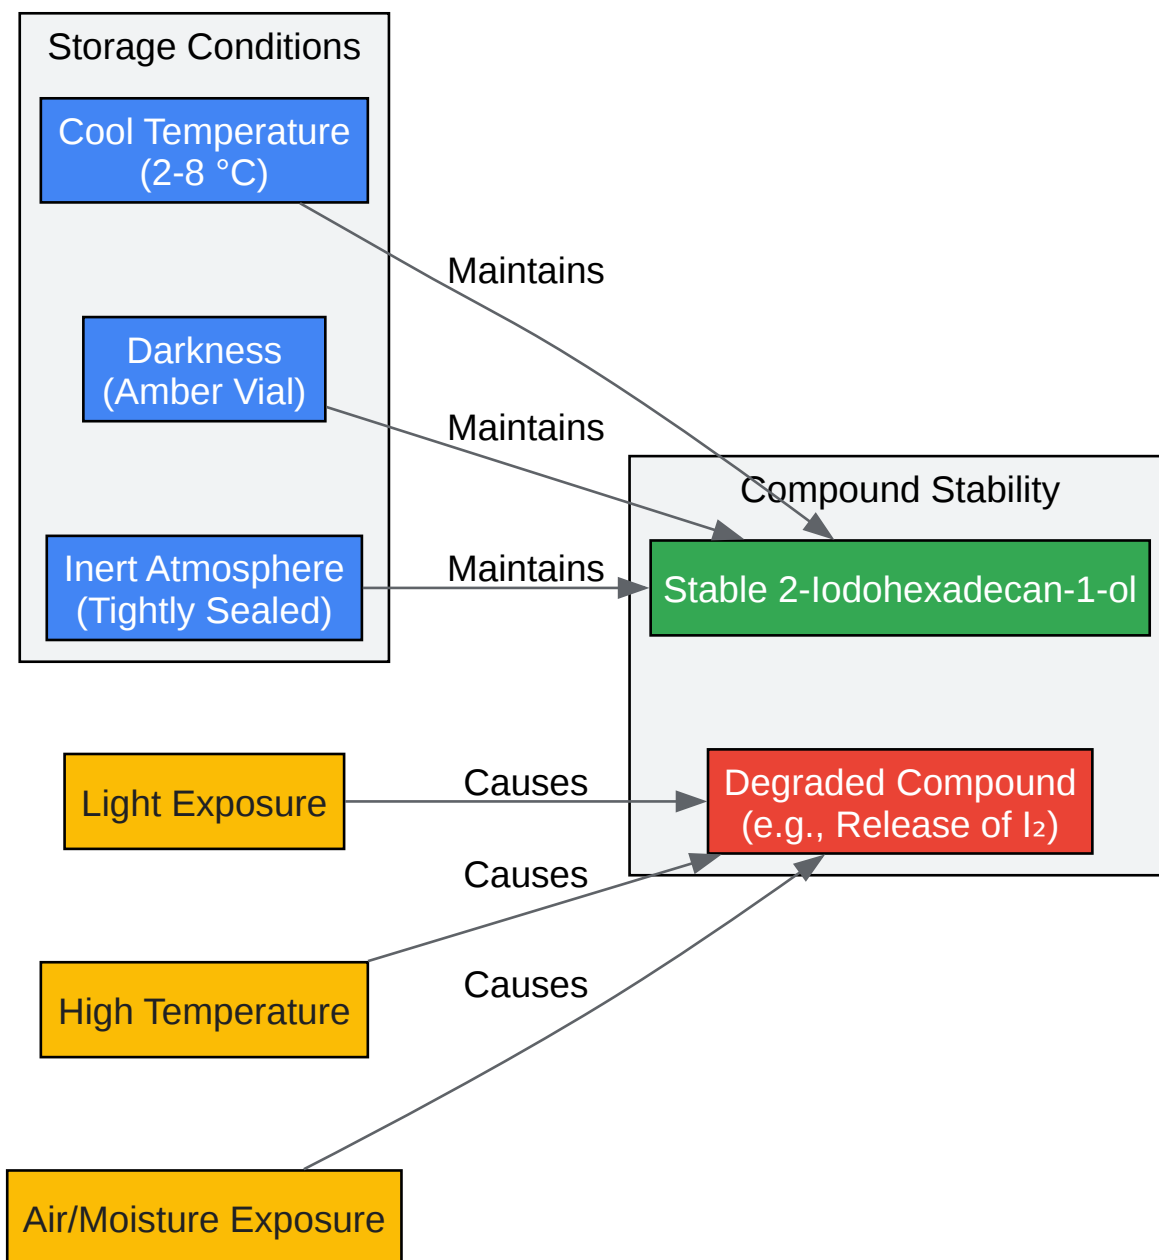 Storage Conditions
Cool Temperature
(2-8 °C)
Maintains
Darkness
(Amber Vial)
Maintains
Compound Stability
Inert Atmosphere
(Tightly Sealed)
Maintains
Stable 2-Iodohexadecan-1-ol
Light Exposure
Causes
Degraded Compound
(e.g., Release of I₂)
Causes
High Temperature
Causes
Air/Moisture Exposure